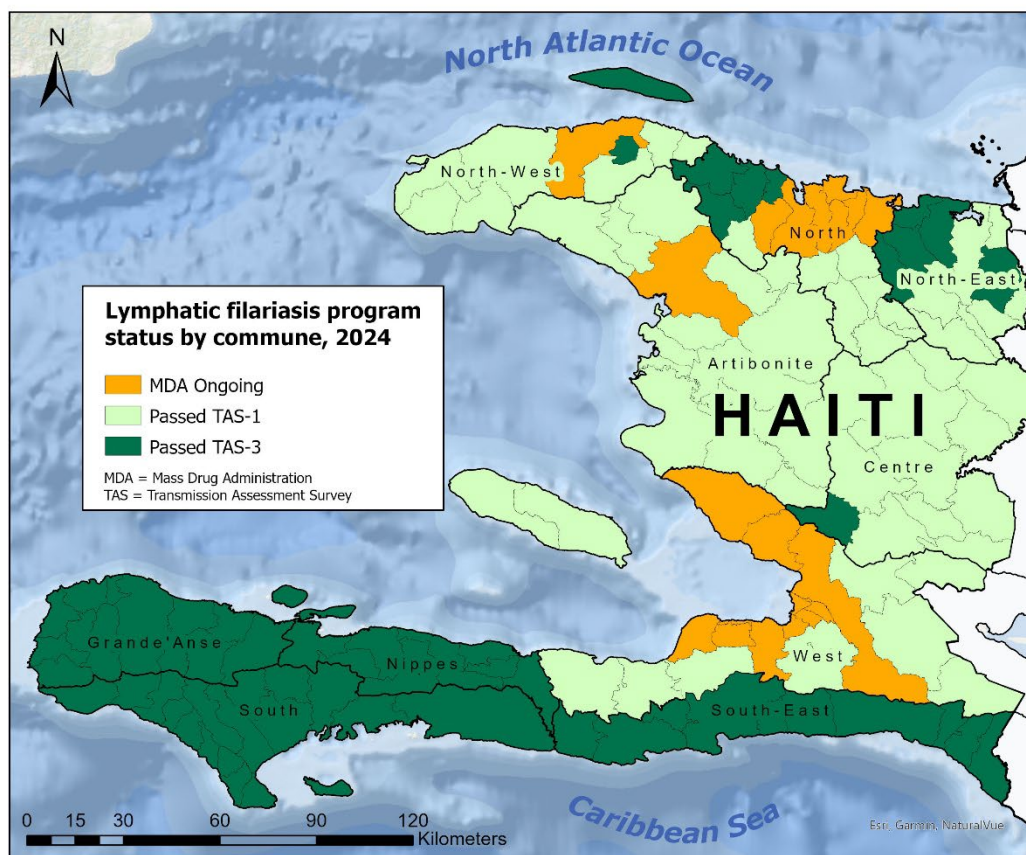 N
North Atlantic Ocean
North-West
North
North-East
Lymphatic filariasis program
status by commune, 2024
MDA Ongoing
Passed TAS-1
Passed TAS-3
MDA = Mass Drug Administration
TAS = Transmission Assessment Survey
Artibonite
HAITI
Centre
Grande'Anse
Nippes
West
South
South-East
Caribbean Sea
0 15 30 60 90 120
Kilometers
Esri, Garmin, NaturalVue